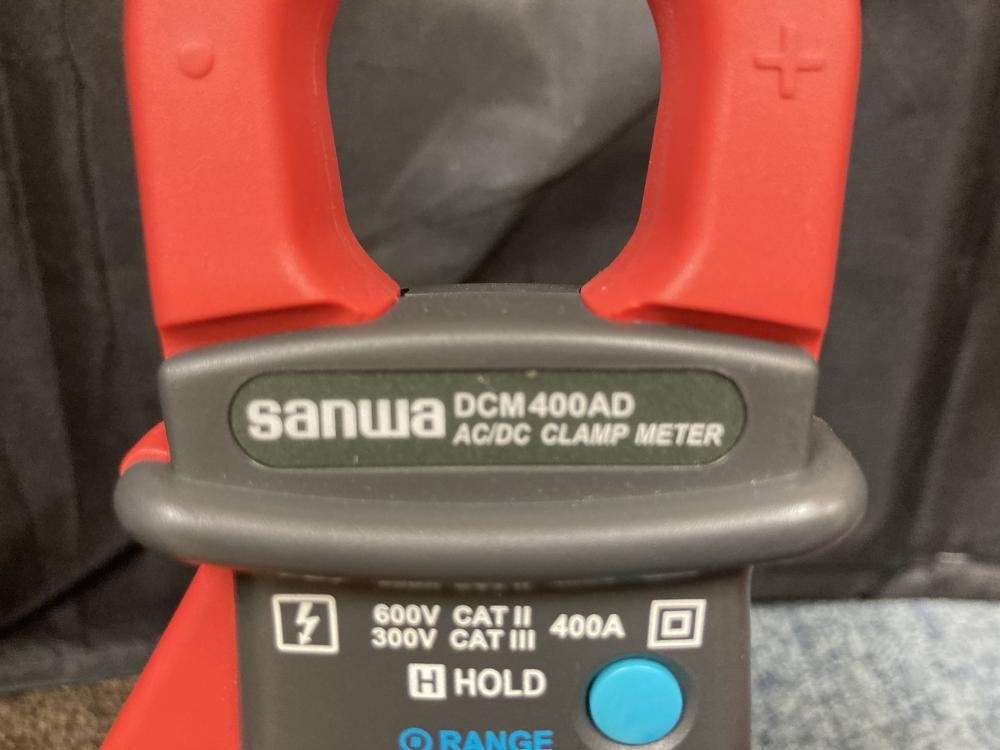 sanwa DCM400AD
AC/DC CLAMP METER
600V CAT II
300V CAT III
400A
H HOLD
RANGE